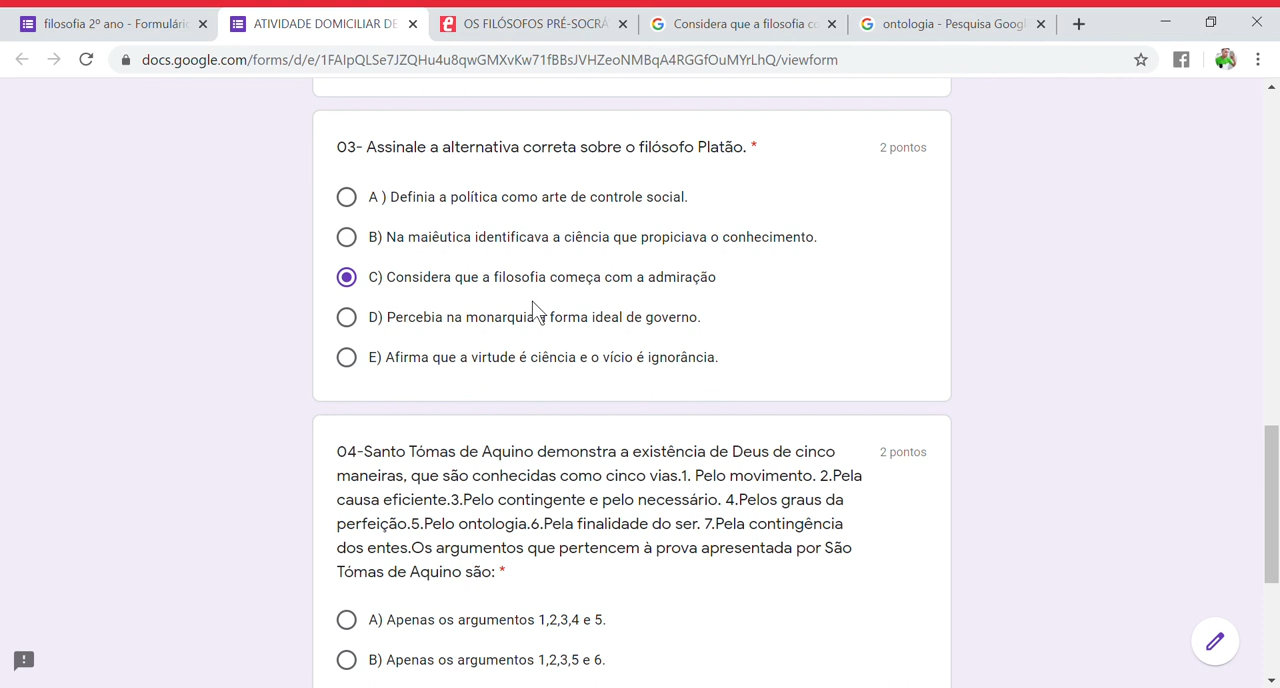 filosofia 2º ano - Formulário
ATIVIDADE DOMICILIAR DE
OS FILÓSOFOS PRÉ-SOCRÁ
Considera que a filosofia co
ontologia - Pesquisa Googl
docs.google.com/forms/d/e/1FAIpQLSe7JZQHu4u8qwGMXvKw71fBBsJVHZeoNMBqA4RGGfOuMYrLhQ/viewform
03- Assinale a alternativa correta sobre o filósofo Platão. *
2 pontos
A ) Definia a política como arte de controle social.
B) Na maiêutica identificava a ciência que propiciava o conhecimento.
C) Considera que a filosofia começa com a admiração
D) Percebia na monarquia a forma ideal de governo.
E) Afirma que a virtude é ciência e o vício é ignorância.
04-Santo Tómas de Aquino demonstra a existência de Deus de cinco
2 pontos
maneiras, que são conhecidas como cinco vias.1. Pelo movimento. 2.Pela
causa eficiente.3.Pelo contingente e pelo necessário. 4.Pelos graus da
perfeição.5.Pelo ontologia.6.Pela finalidade do ser. 7.Pela contingência
dos entes.Os argumentos que pertencem à prova apresentada por São
Tómas de Aquino são: *
A) Apenas os argumentos 1,2,3,4 e 5.
B) Apenas os argumentos 1,2,3,5 e 6.